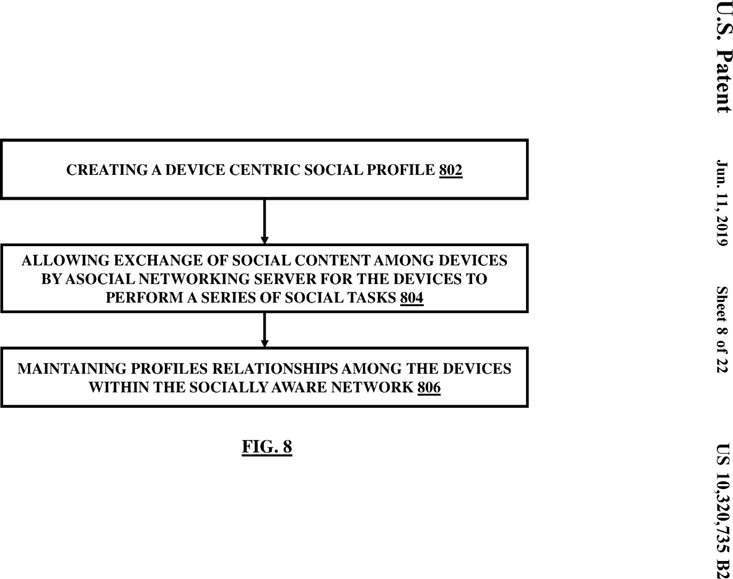 U.S. Patent
Jun. 11, 2019
Sheet 8 of 22
US 10,320,735 B2
CREATING A DEVICE CENTRIC SOCIAL PROFILE 802
ALLOWING EXCHANGE OF SOCIAL CONTENT AMONG DEVICES
BY ASOCIAL NETWORKING SERVER FOR THE DEVICES TO
PERFORM A SERIES OF SOCIAL TASKS 804
MAINTAINING PROFILES RELATIONSHIPS AMONG THE DEVICES
WITHIN THE SOCIALLY AWARE NETWORK 806
FIG. 8